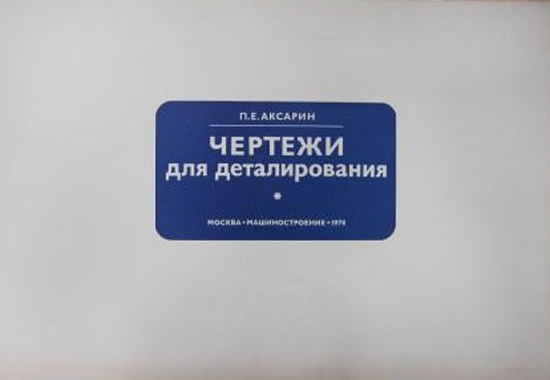 П.Е.АКСАРИН
ЧЕРТЕЖИ
для деталирования
МОСКВА • МАШИНОСТРОЕНИЕ • 1978